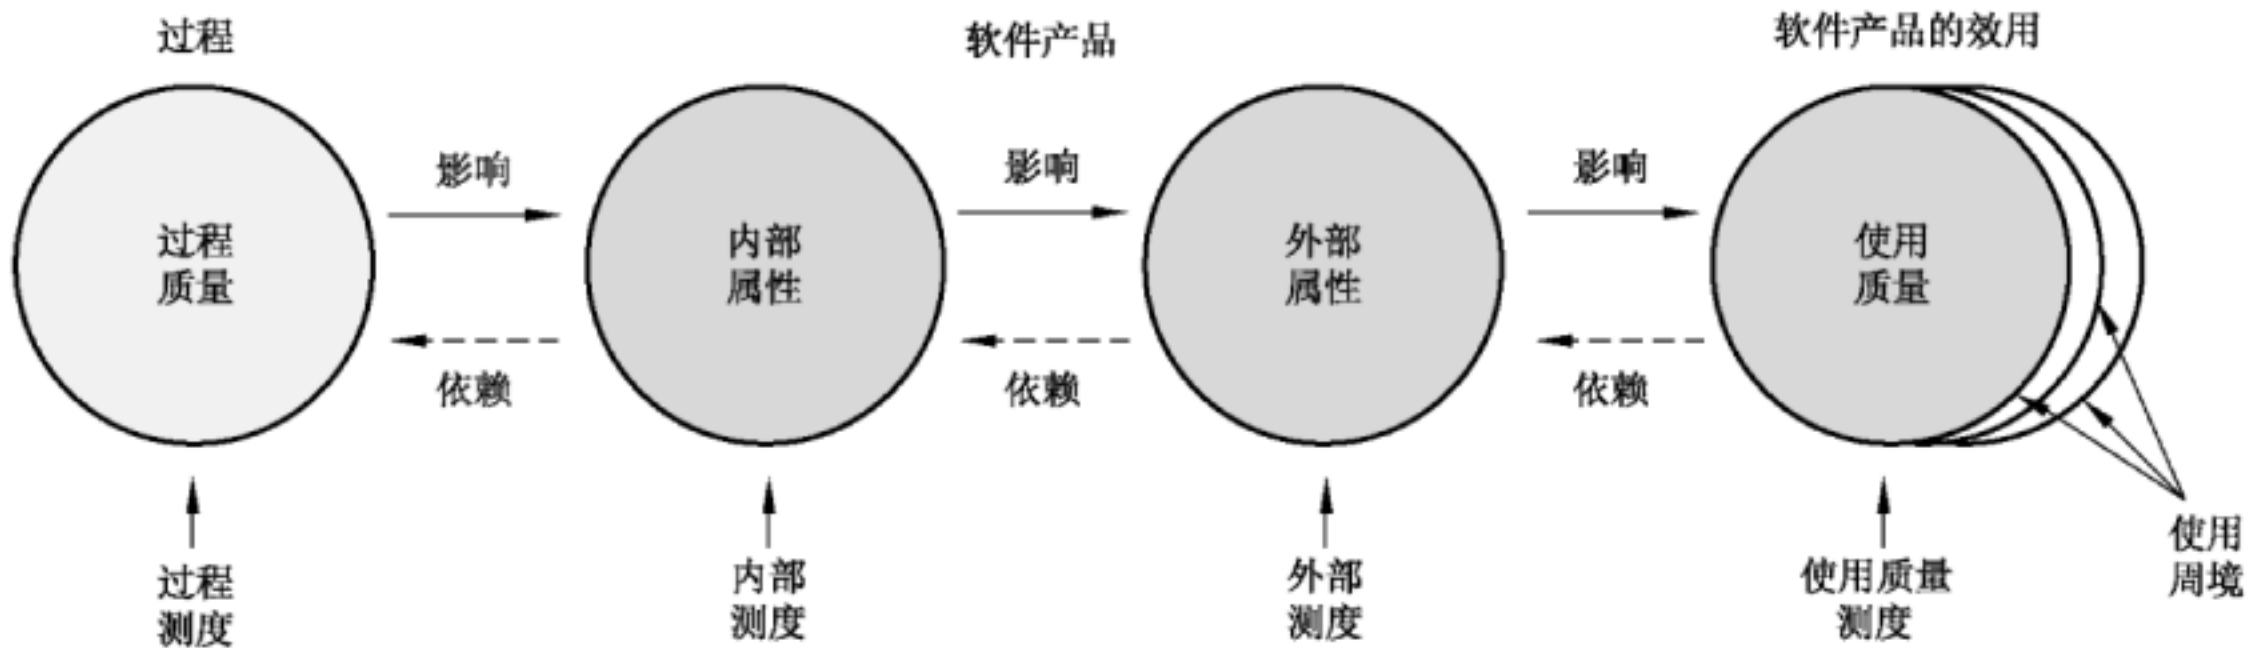 过程
软件产品
软件产品的效用
影响
影响
影响
过程
质量
内部
属性
外部
属性
使用
质量
依赖
依赖
依赖
过程
测度
内部
测度
外部
测度
使用质量
测度
使用
周境